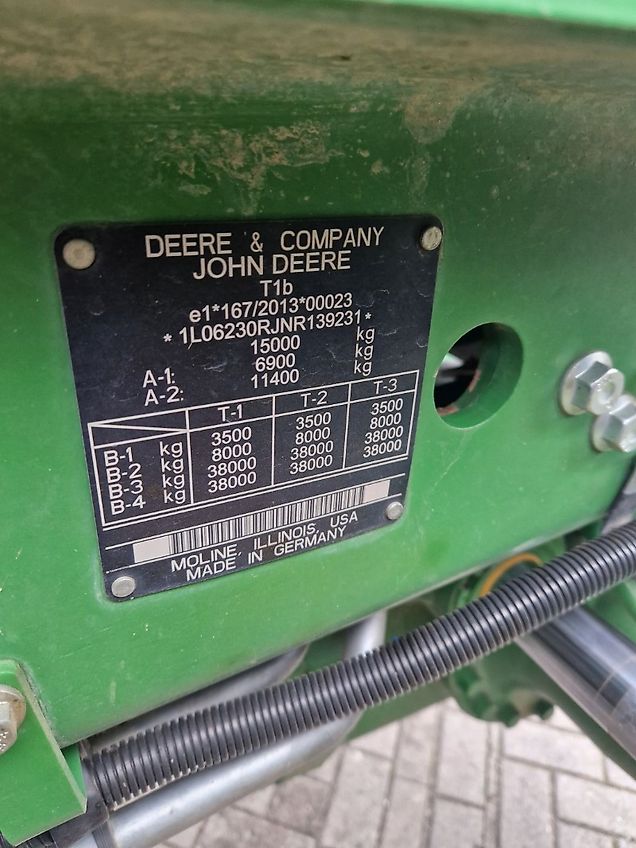 DEERE & COMPANY
JOHN DEERE
T1b
e1*167/2013*00023
*1L06230RJNR139231*
15000 kg
A-1: 6900 kg
A-2: 11400 kg
T-1 T-2 T-3
B-1 kg 3500 3500 3500
B-2 kg 8000 8000 8000
B-3 kg 38000 38000 38000
B-4 kg 38000 38000 38000
MOLINE, ILLINOIS, USA
MADE IN GERMANY